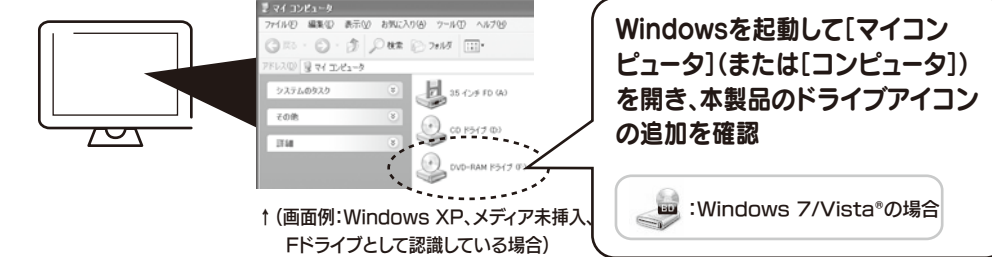 マイ コンピュータ
ファイル(F) 編集(E) 表示(V) お気に入り(A) ツール(T) ヘルプ(H)
戻る 検索 フォルダ
アドレス(D) マイ コンピュータ
システムのタスク
その他
詳細
3.5 インチ FD (A:)
CD ドライブ (D:)
DVD-RAM ドライブ (F:)
↑(画面例:Windows XP、メディア未挿入、
Fドライブとして認識している場合)
Windowsを起動して[マイコン
ピュータ](または[コンピュータ])
を開き、本製品のドライブアイコン
の追加を確認
BD :Windows 7/Vista®の場合